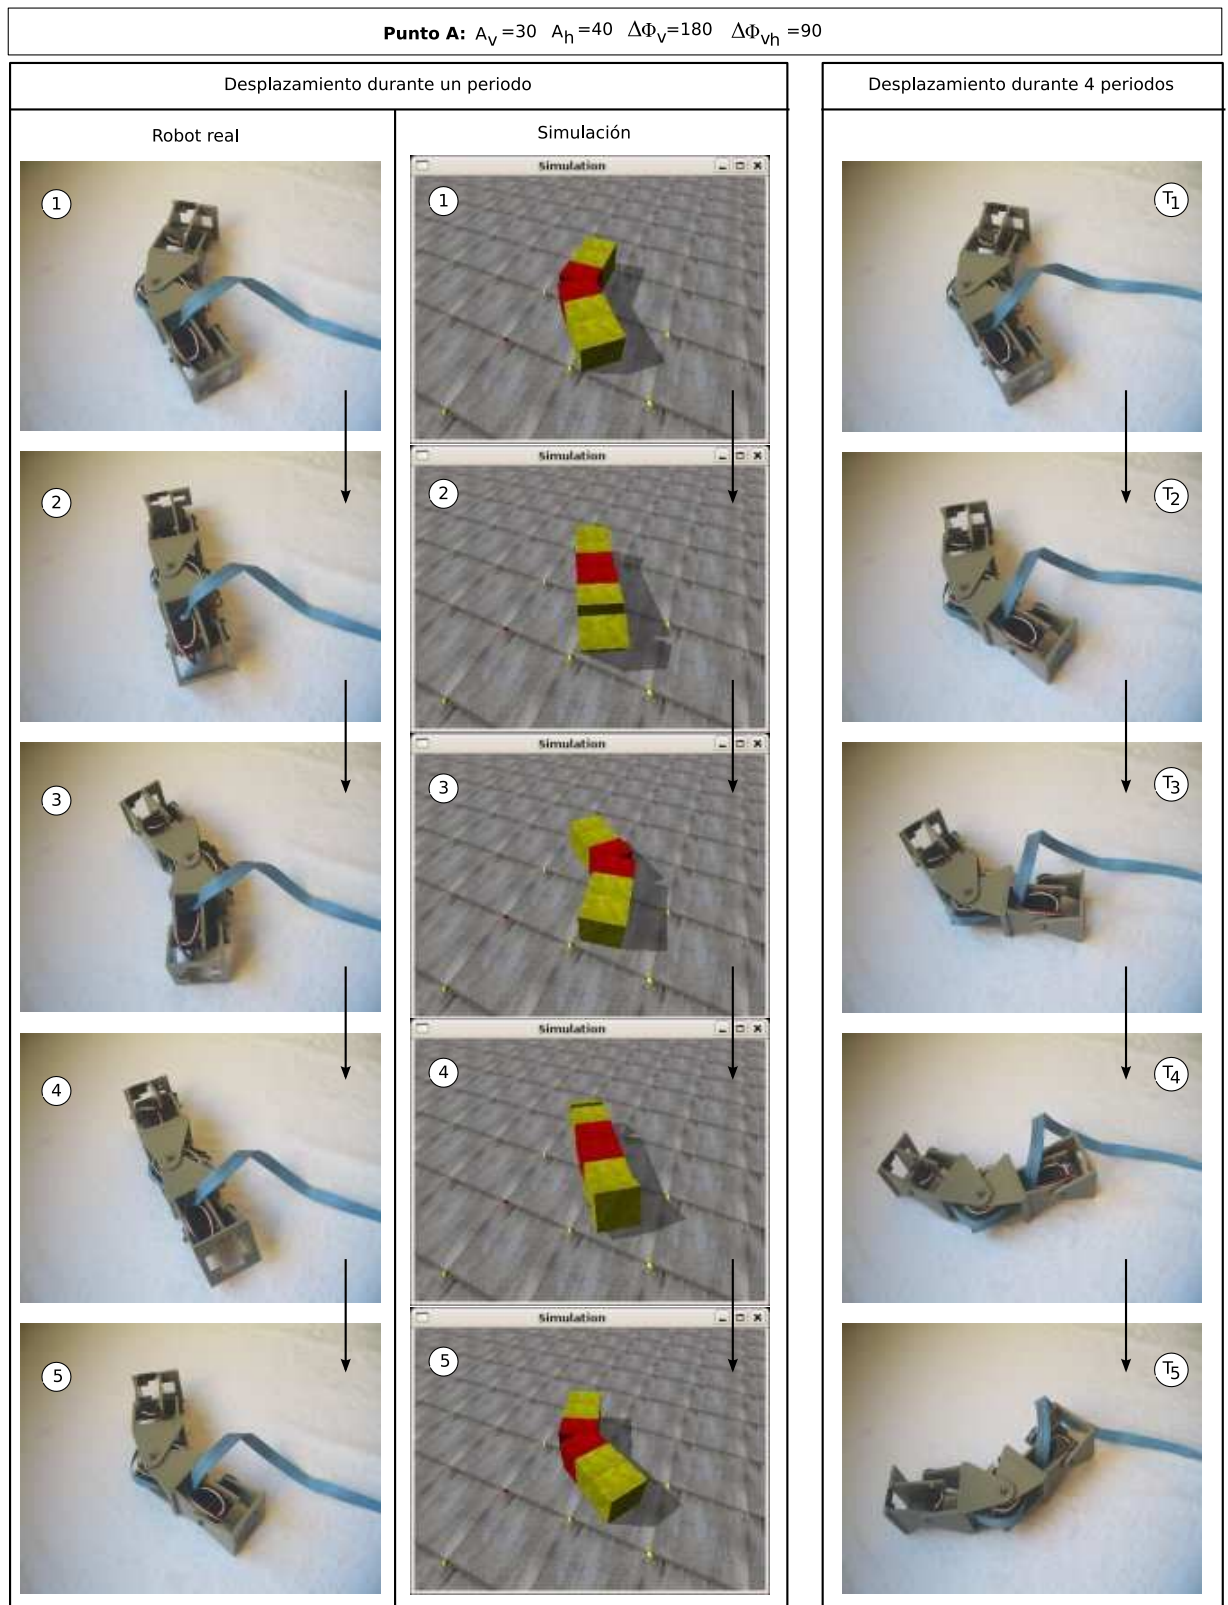 Punto A: Av=30 Ah=40 ΔΦv=180 ΔΦvh=90
Desplazamiento durante un periodo
Desplazamiento durante 4 periodos
Robot real
Simulación
1
Simulation
1
T1
2
Simulation
2
T2
3
Simulation
3
T3
4
Simulation
4
T4
5
Simulation
5
T5